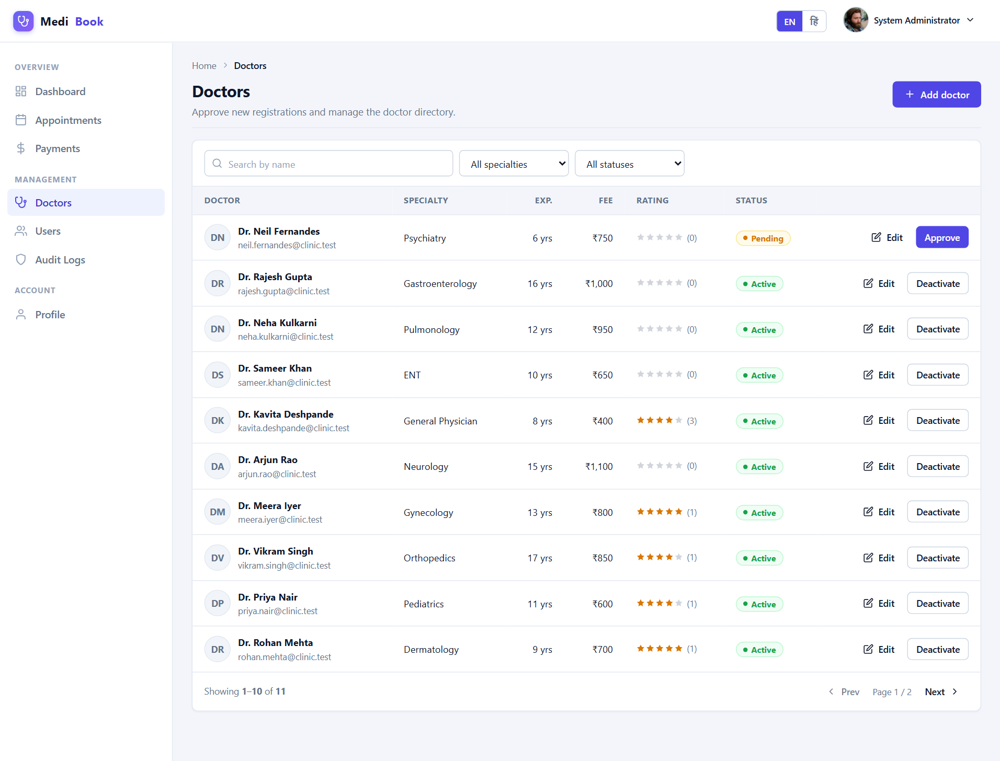 Medi Book
EN हिं System Administrator
OVERVIEW
Dashboard
Appointments
Payments
MANAGEMENT
Doctors
Users
Audit Logs
ACCOUNT
Profile
Home Doctors
Doctors
Approve new registrations and manage the doctor directory.
Add doctor
Search by name All specialties All statuses
DOCTOR SPECIALTY EXP. FEE RATING STATUS
DN Dr. Neil Fernandes
neil.fernandes@clinic.test
Psychiatry 6 yrs ₹750 (0) Pending Edit Approve
DR Dr. Rajesh Gupta
rajesh.gupta@clinic.test
Gastroenterology 16 yrs ₹1,000 (0) Active Edit Deactivate
DN Dr. Neha Kulkarni
neha.kulkarni@clinic.test
Pulmonology 12 yrs ₹950 (0) Active Edit Deactivate
DS Dr. Sameer Khan
sameer.khan@clinic.test
ENT 10 yrs ₹650 (0) Active Edit Deactivate
DK Dr. Kavita Deshpande
kavita.deshpande@clinic.test
General Physician 8 yrs ₹400 (3) Active Edit Deactivate
DA Dr. Arjun Rao
arjun.rao@clinic.test
Neurology 15 yrs ₹1,100 (0) Active Edit Deactivate
DM Dr. Meera Iyer
meera.iyer@clinic.test
Gynecology 13 yrs ₹800 (1) Active Edit Deactivate
DV Dr. Vikram Singh
vikram.singh@clinic.test
Orthopedics 17 yrs ₹850 (1) Active Edit Deactivate
DP Dr. Priya Nair
priya.nair@clinic.test
Pediatrics 11 yrs ₹600 (1) Active Edit Deactivate
DR Dr. Rohan Mehta
rohan.mehta@clinic.test
Dermatology 9 yrs ₹700 (1) Active Edit Deactivate
Showing 1–10 of 11
Prev Page 1 / 2 Next